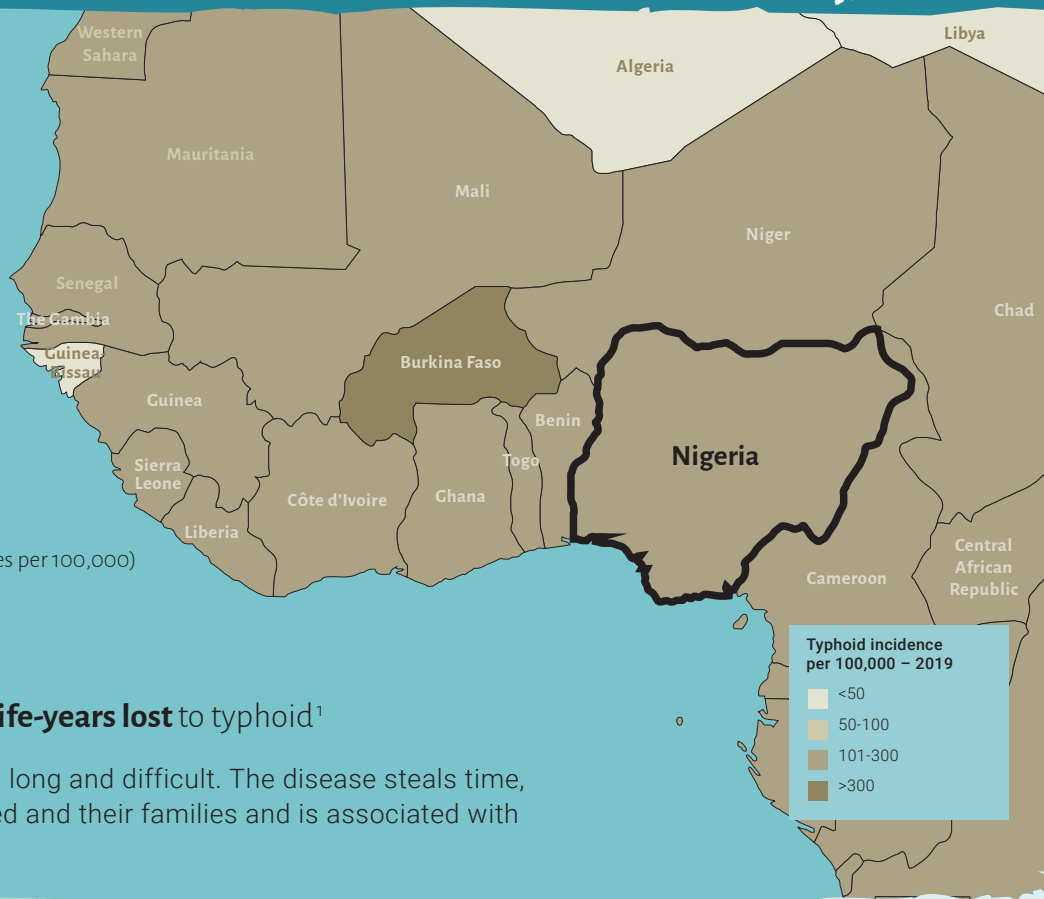 Western
Sahara
Algeria
Libya
Mauritania
Mali
Niger
Senegal
Chad
The Gambia
Guinea
Bissau
Burkina Faso
Guinea
Benin
Nigeria
Togo
Sierra
Leone
Côte d'Ivoire
Ghana
Liberia
Central
African
Republic
Cameroon
es per 100,000)
Typhoid incidence
per 100,000 – 2019
<50
50-100
101-300
>300
ife-years lost to typhoid¹
long and difficult. The disease steals time,
ed and their families and is associated with